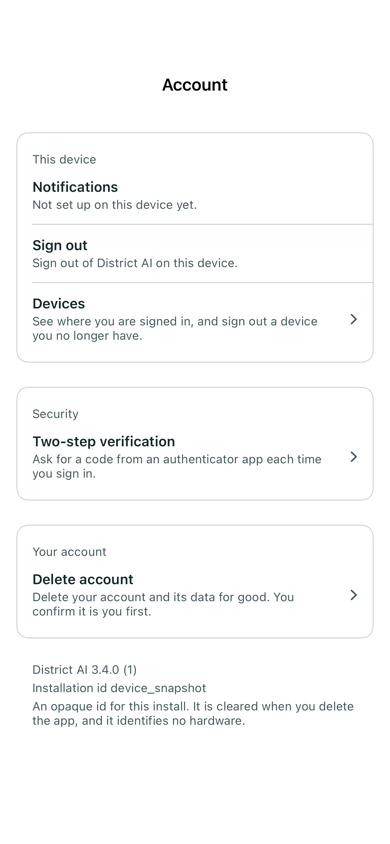 Account
This device
Notifications
Not set up on this device yet.
Sign out
Sign out of District AI on this device.
Devices
See where you are signed in, and sign out a device
you no longer have.
Security
Two-step verification
Ask for a code from an authenticator app each time
you sign in.
Your account
Delete account
Delete your account and its data for good. You
confirm it is you first.
District AI 3.4.0 (1)
Installation id device_snapshot
An opaque id for this install. It is cleared when you delete
the app, and it identifies no hardware.